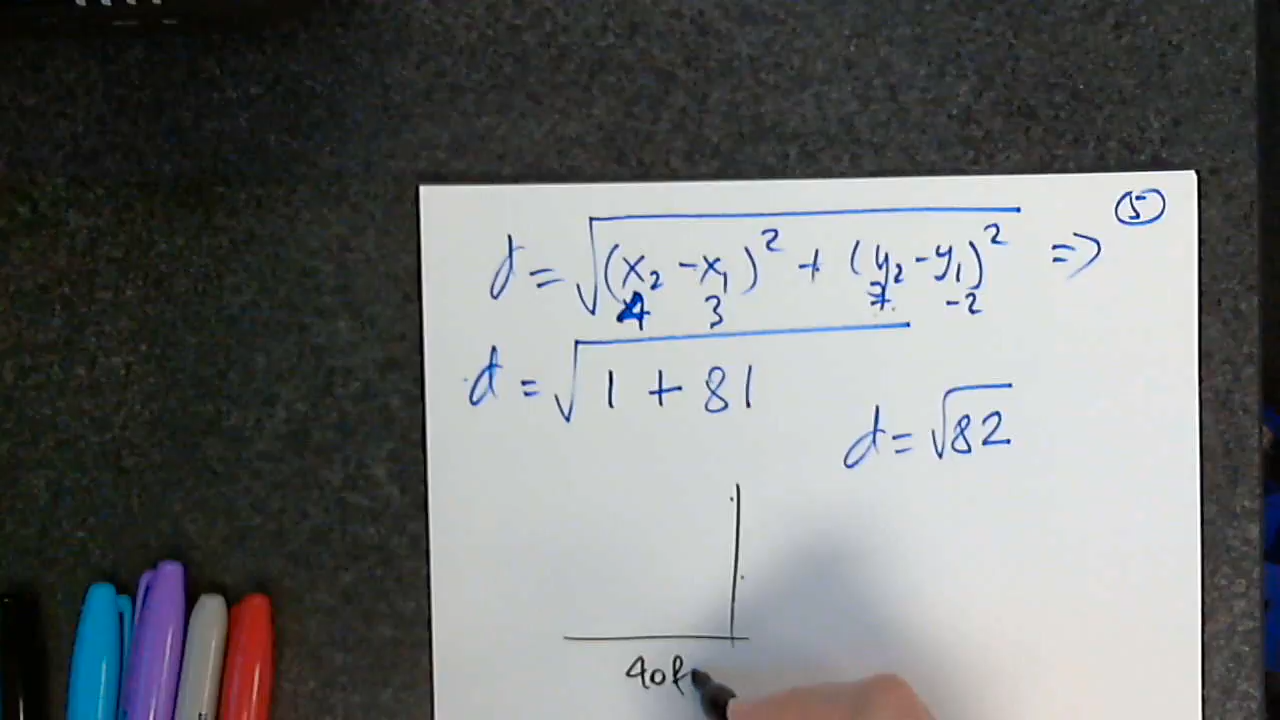 ⑤
d = √(x₂ - x₁)² + (y₂ - y₁)² ⇒
4 3 7 -2
d = √1 + 81
d = √82
40f